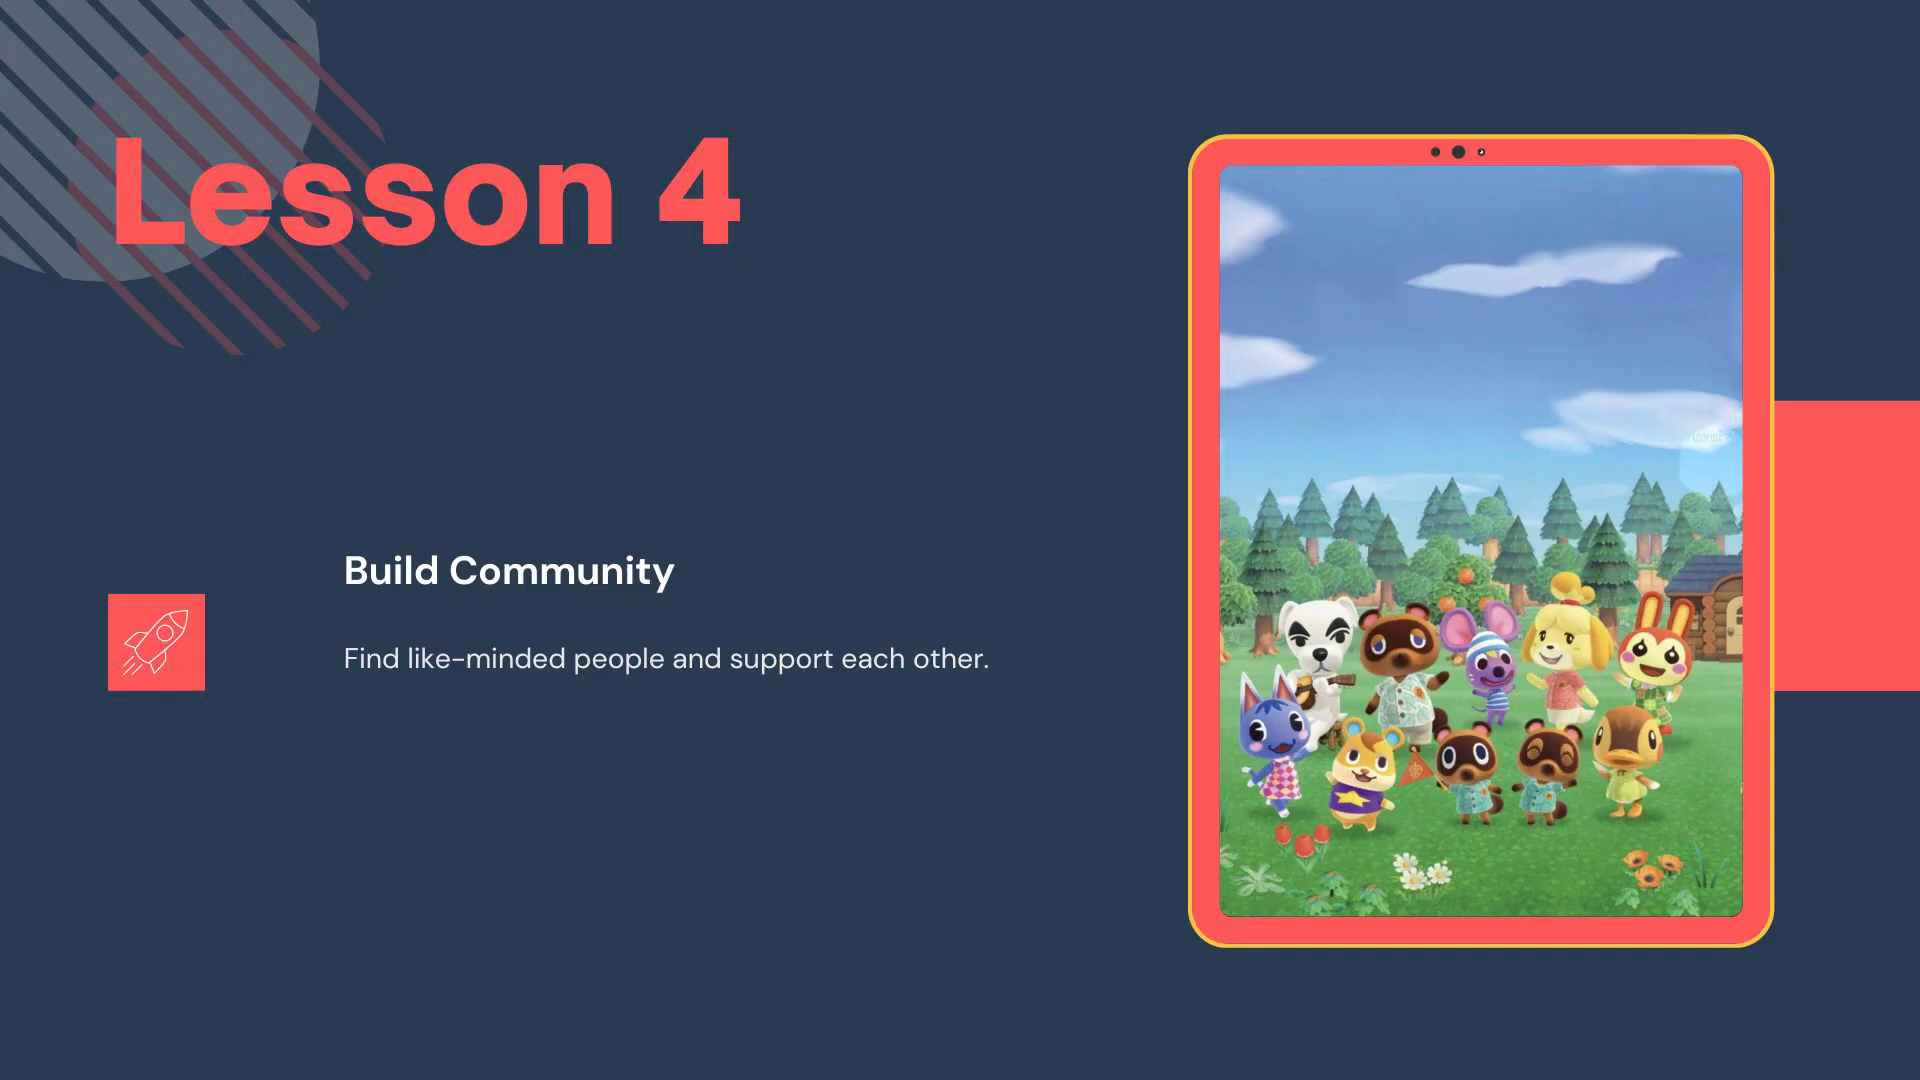 Lesson 4
Build Community
Find like-minded people and support each other.